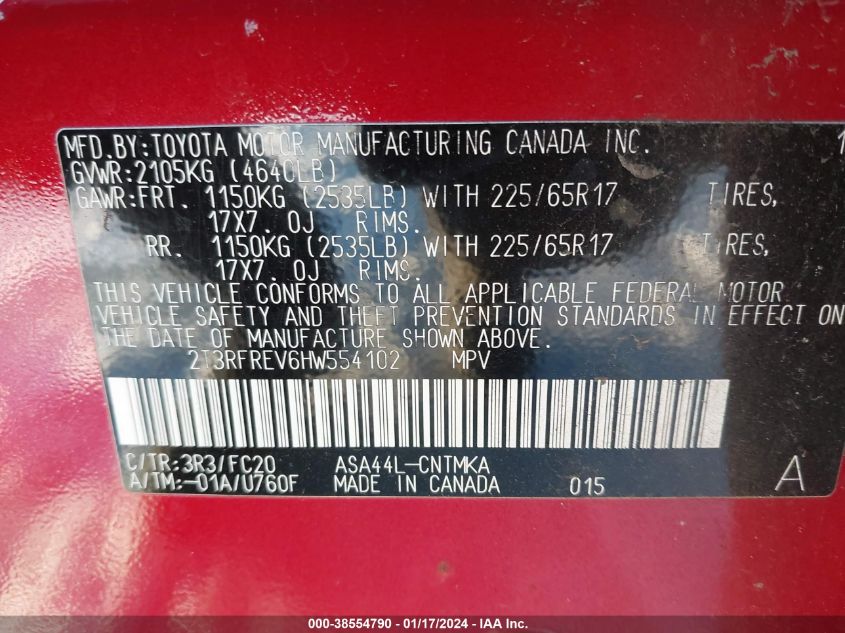 MFD.BY:TOYOTA MOTOR MANUFACTURING CANADA INC. 1
GVWR:2105KG (4640LB)
GAWR:FRT. 1150KG (2535LB) WITH 225/65R17 TIRES,
17X7.0J RIMS.
RR. 1150KG (2535LB) WITH 225/65R17 TIRES,
17X7.0J RIMS.
THIS VEHICLE CONFORMS TO ALL APPLICABLE FEDERAL MOTOR
VEHICLE SAFETY AND THEFT PREVENTION STANDARDS IN EFFECT ON
THE DATE OF MANUFACTURE SHOWN ABOVE.
2T3RFREV6HW554102 MPV
C/TR:3R3/FC20 ASA44L-CNTMKA
A/TM:-01A/U760F MADE IN CANADA 015 A
000-38554790 - 01/17/2024 - IAA Inc.